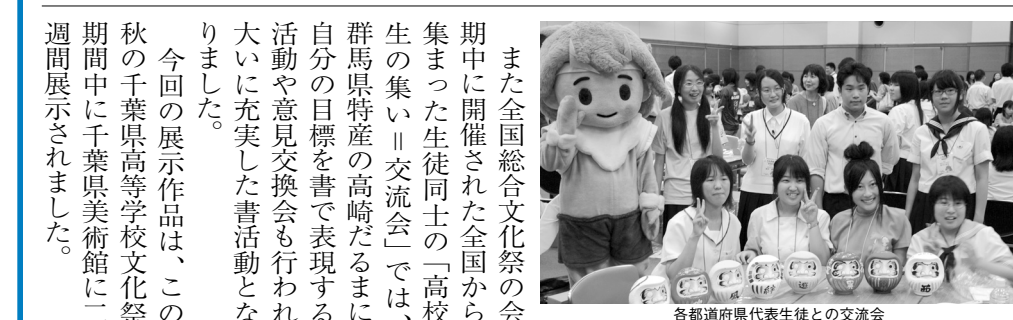 また全国総合文化祭の会
期中に開催された全国から
集まった生徒同士の「高校
生の集い＝交流会」では、
群馬県特産の高崎だるまに
自分の目標を書で表現する
活動や意見交換会も行われ
大いに充実した書活動とな
りました。
今回の展示作品は、この
秋の千葉県高等学校文化祭
期間中に千葉県美術館に二
週間展示されました。
各都道府県代表生徒との交流会